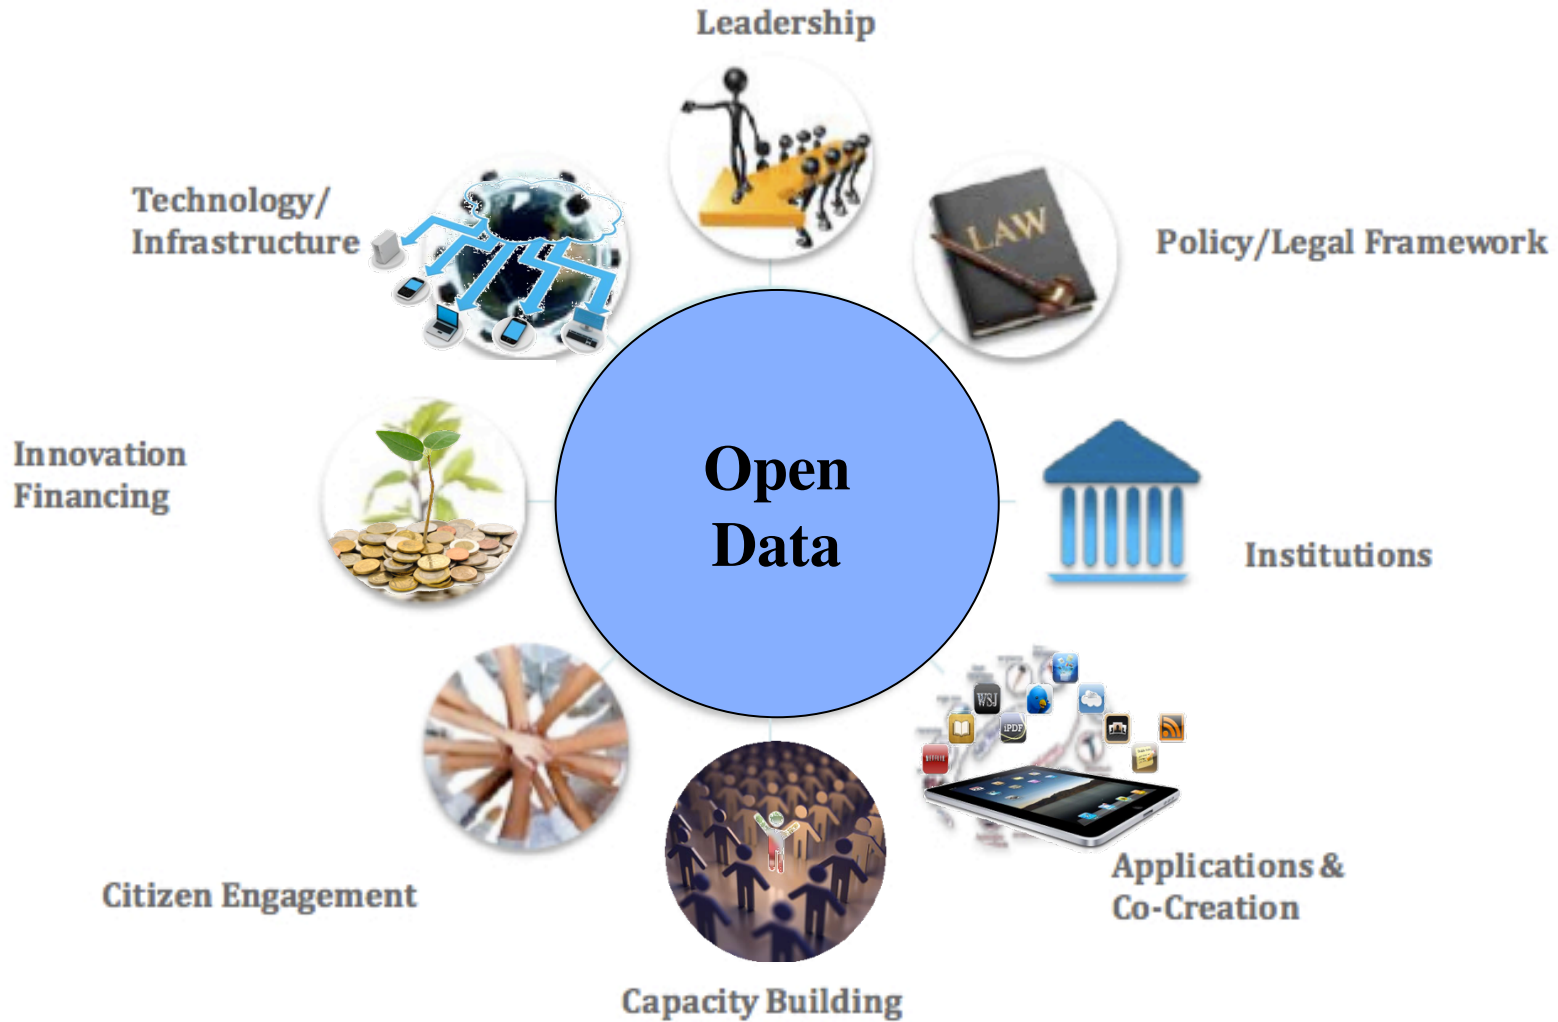 Leadership
Technology/
Infrastructure
LAW
Policy/Legal Framework
Innovation
Financing
Open
Data
Institutions
WSJ
iPDF
Applications &
Co-Creation
Citizen Engagement
Capacity Building